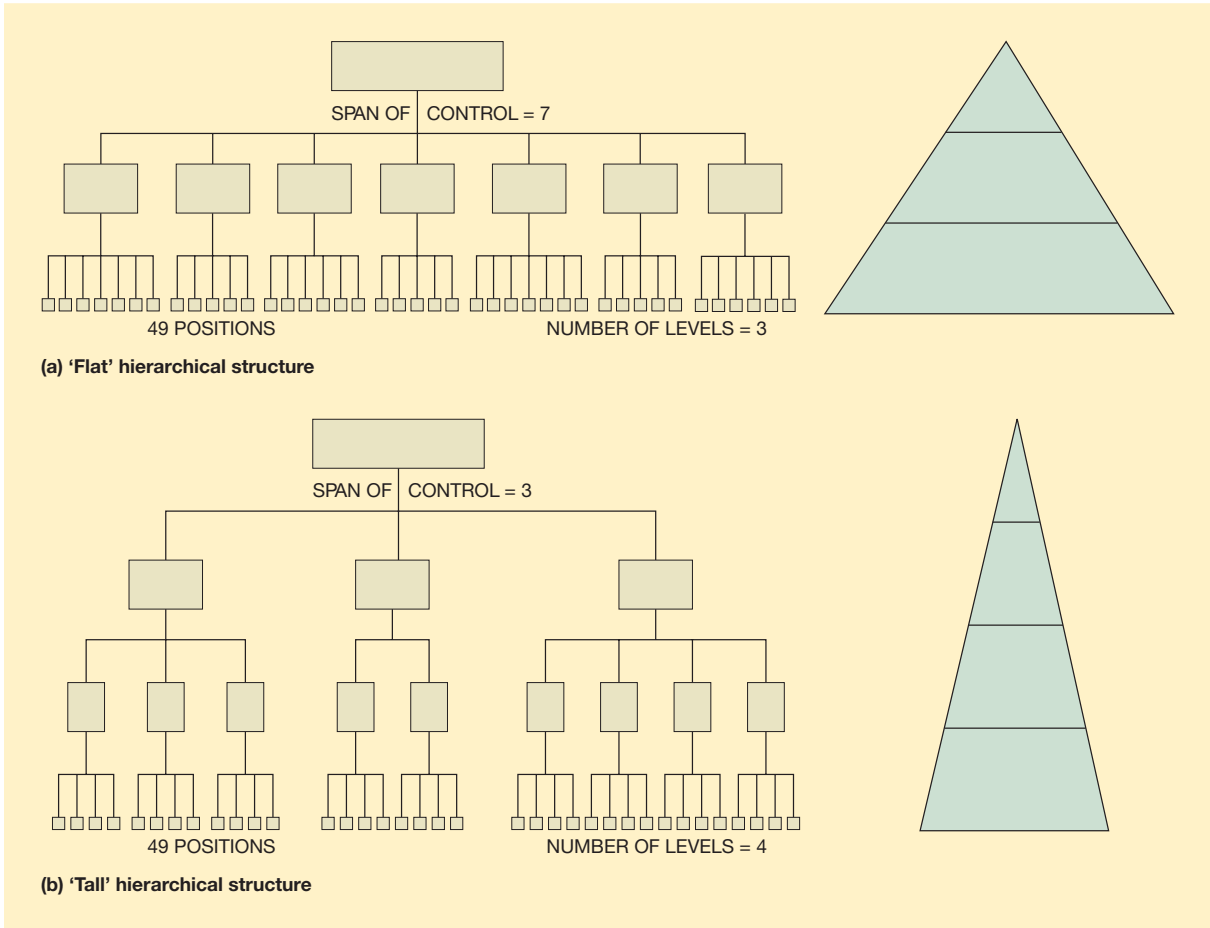 SPAN OF CONTROL = 7
49 POSITIONS
NUMBER OF LEVELS = 3
(a) ‘Flat’ hierarchical structure
SPAN OF CONTROL = 3
49 POSITIONS
NUMBER OF LEVELS = 4
(b) ‘Tall’ hierarchical structure